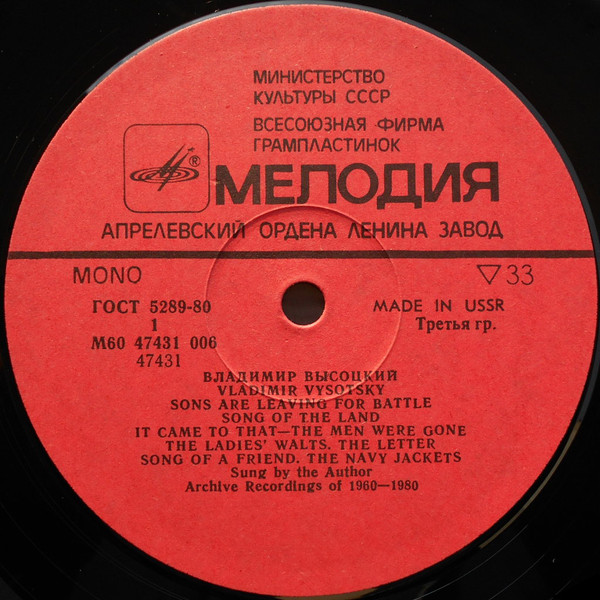 МИНИСТЕРСТВО
КУЛЬТУРЫ СССР
ВСЕСОЮЗНАЯ ФИРМА
ГРАМПЛАСТИНОК
®
МЕЛОДИЯ
АПРЕЛЕВСКИЙ ОРДЕНА ЛЕНИНА ЗАВОД
MONO
▽33
ГОСТ 5289-80
MADE IN USSR
1
Третья гр.
М60 47431 006
47431
ВЛАДИМИР ВЫСОЦКИЙ
VLADIMIR VYSOTSKY
SONS ARE LEAVING FOR BATTLE
SONG OF THE LAND
IT CAME TO THAT—THE MEN WERE GONE
THE LADIES' WALTS. THE LETTER
SONG OF A FRIEND. THE NAVY JACKETS
Sung by the Author
Archive Recordings of 1960—1980